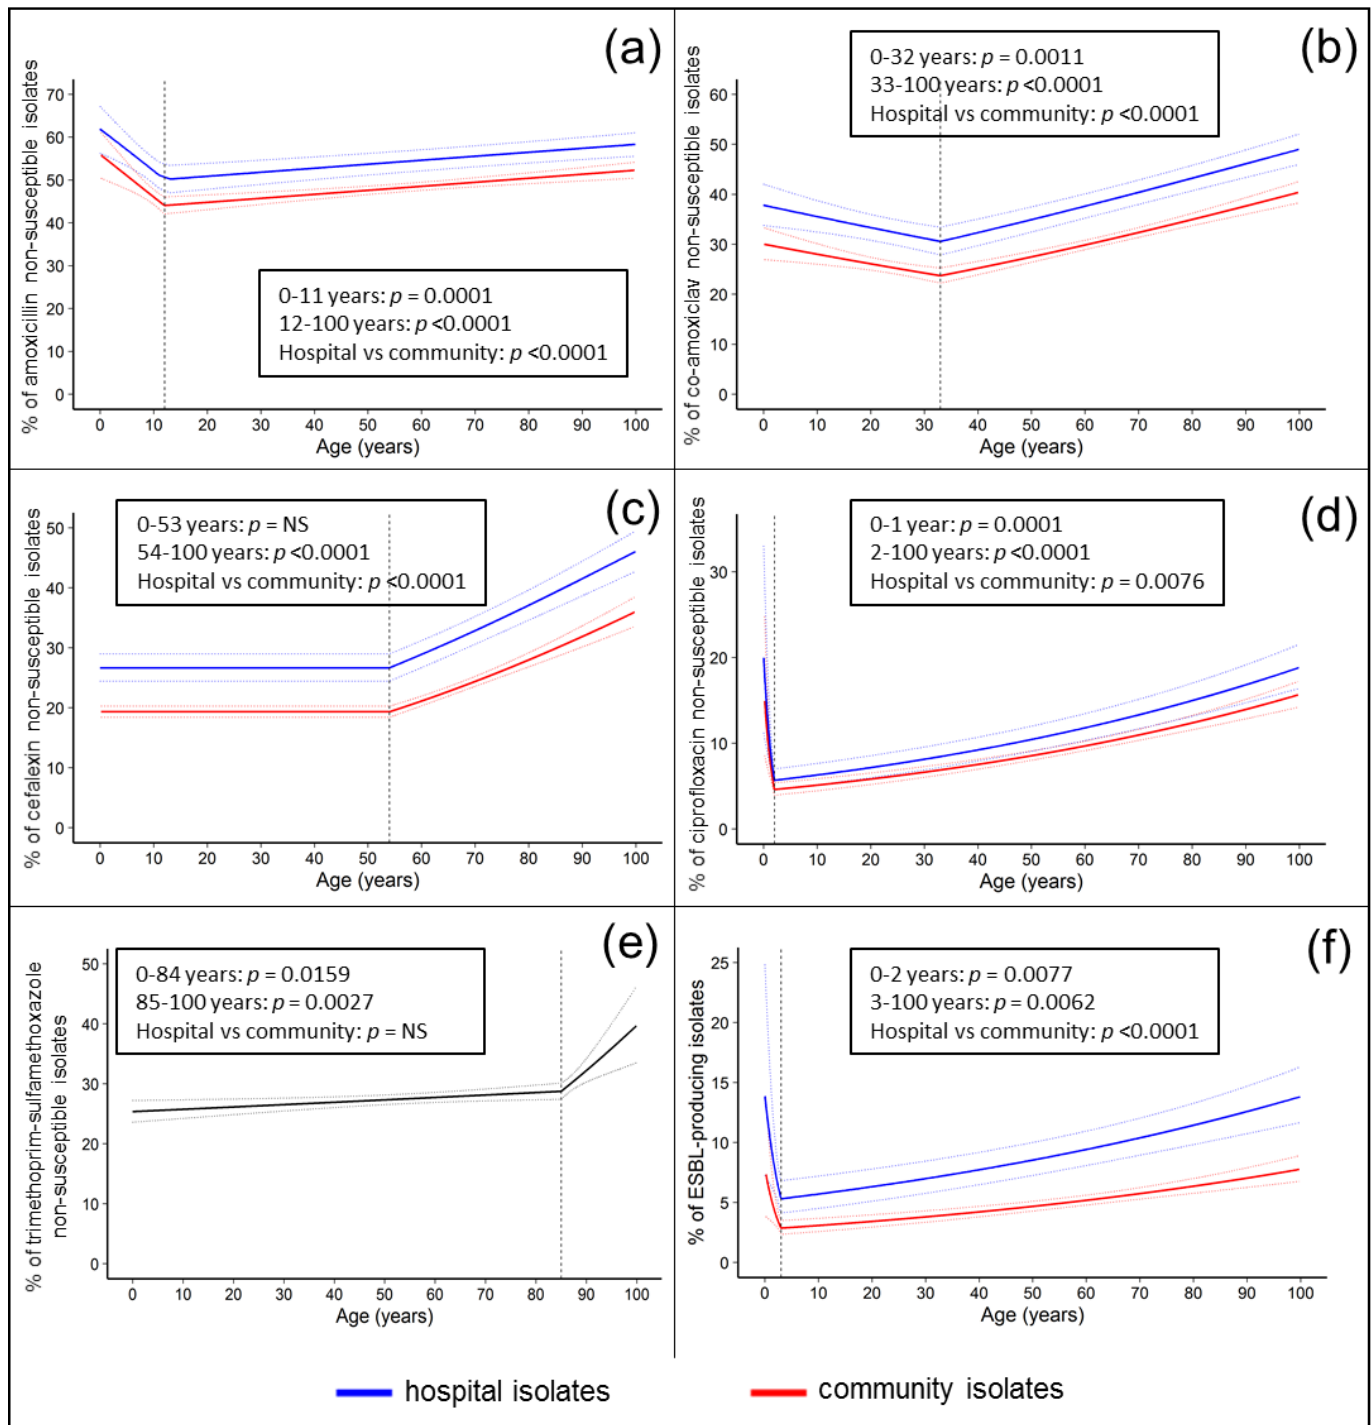 (a)
% of amoxicillin non-susceptible isolates
70
60
50
40
30
20
10
0
0-11 years: p = 0.0001
12-100 years: p <0.0001
Hospital vs community: p <0.0001
0 10 20 30 40 50 60 70 80 90 100
Age (years)
(b)
% of co-amoxiclav non-susceptible isolates
0-32 years: p = 0.0011
33-100 years: p <0.0001
Hospital vs community: p <0.0001
60
50
40
30
20
10
0
0 10 20 30 40 50 60 70 80 90 100
Age (years)
(c)
% of cefalexin non-susceptible isolates
0-53 years: p = NS
54-100 years: p <0.0001
Hospital vs community: p <0.0001
50
40
30
20
10
0
0 10 20 30 40 50 60 70 80 90 100
Age (years)
(d)
% of ciprofloxacin non-susceptible isolates
0-1 year: p = 0.0001
2-100 years: p <0.0001
Hospital vs community: p = 0.0076
30
20
10
0
0 10 20 30 40 50 60 70 80 90 100
Age (years)
(e)
% of trimethoprim-sulfamethoxazole
non-susceptible isolates
0-84 years: p = 0.0159
85-100 years: p = 0.0027
Hospital vs community: p = NS
50
40
30
20
10
0
0 10 20 30 40 50 60 70 80 90 100
Age (years)
(f)
% of ESBL-producing isolates
0-2 years: p = 0.0077
3-100 years: p = 0.0062
Hospital vs community: p <0.0001
25
20
15
10
5
0
0 10 20 30 40 50 60 70 80 90 100
Age (years)
hospital isolates
community isolates